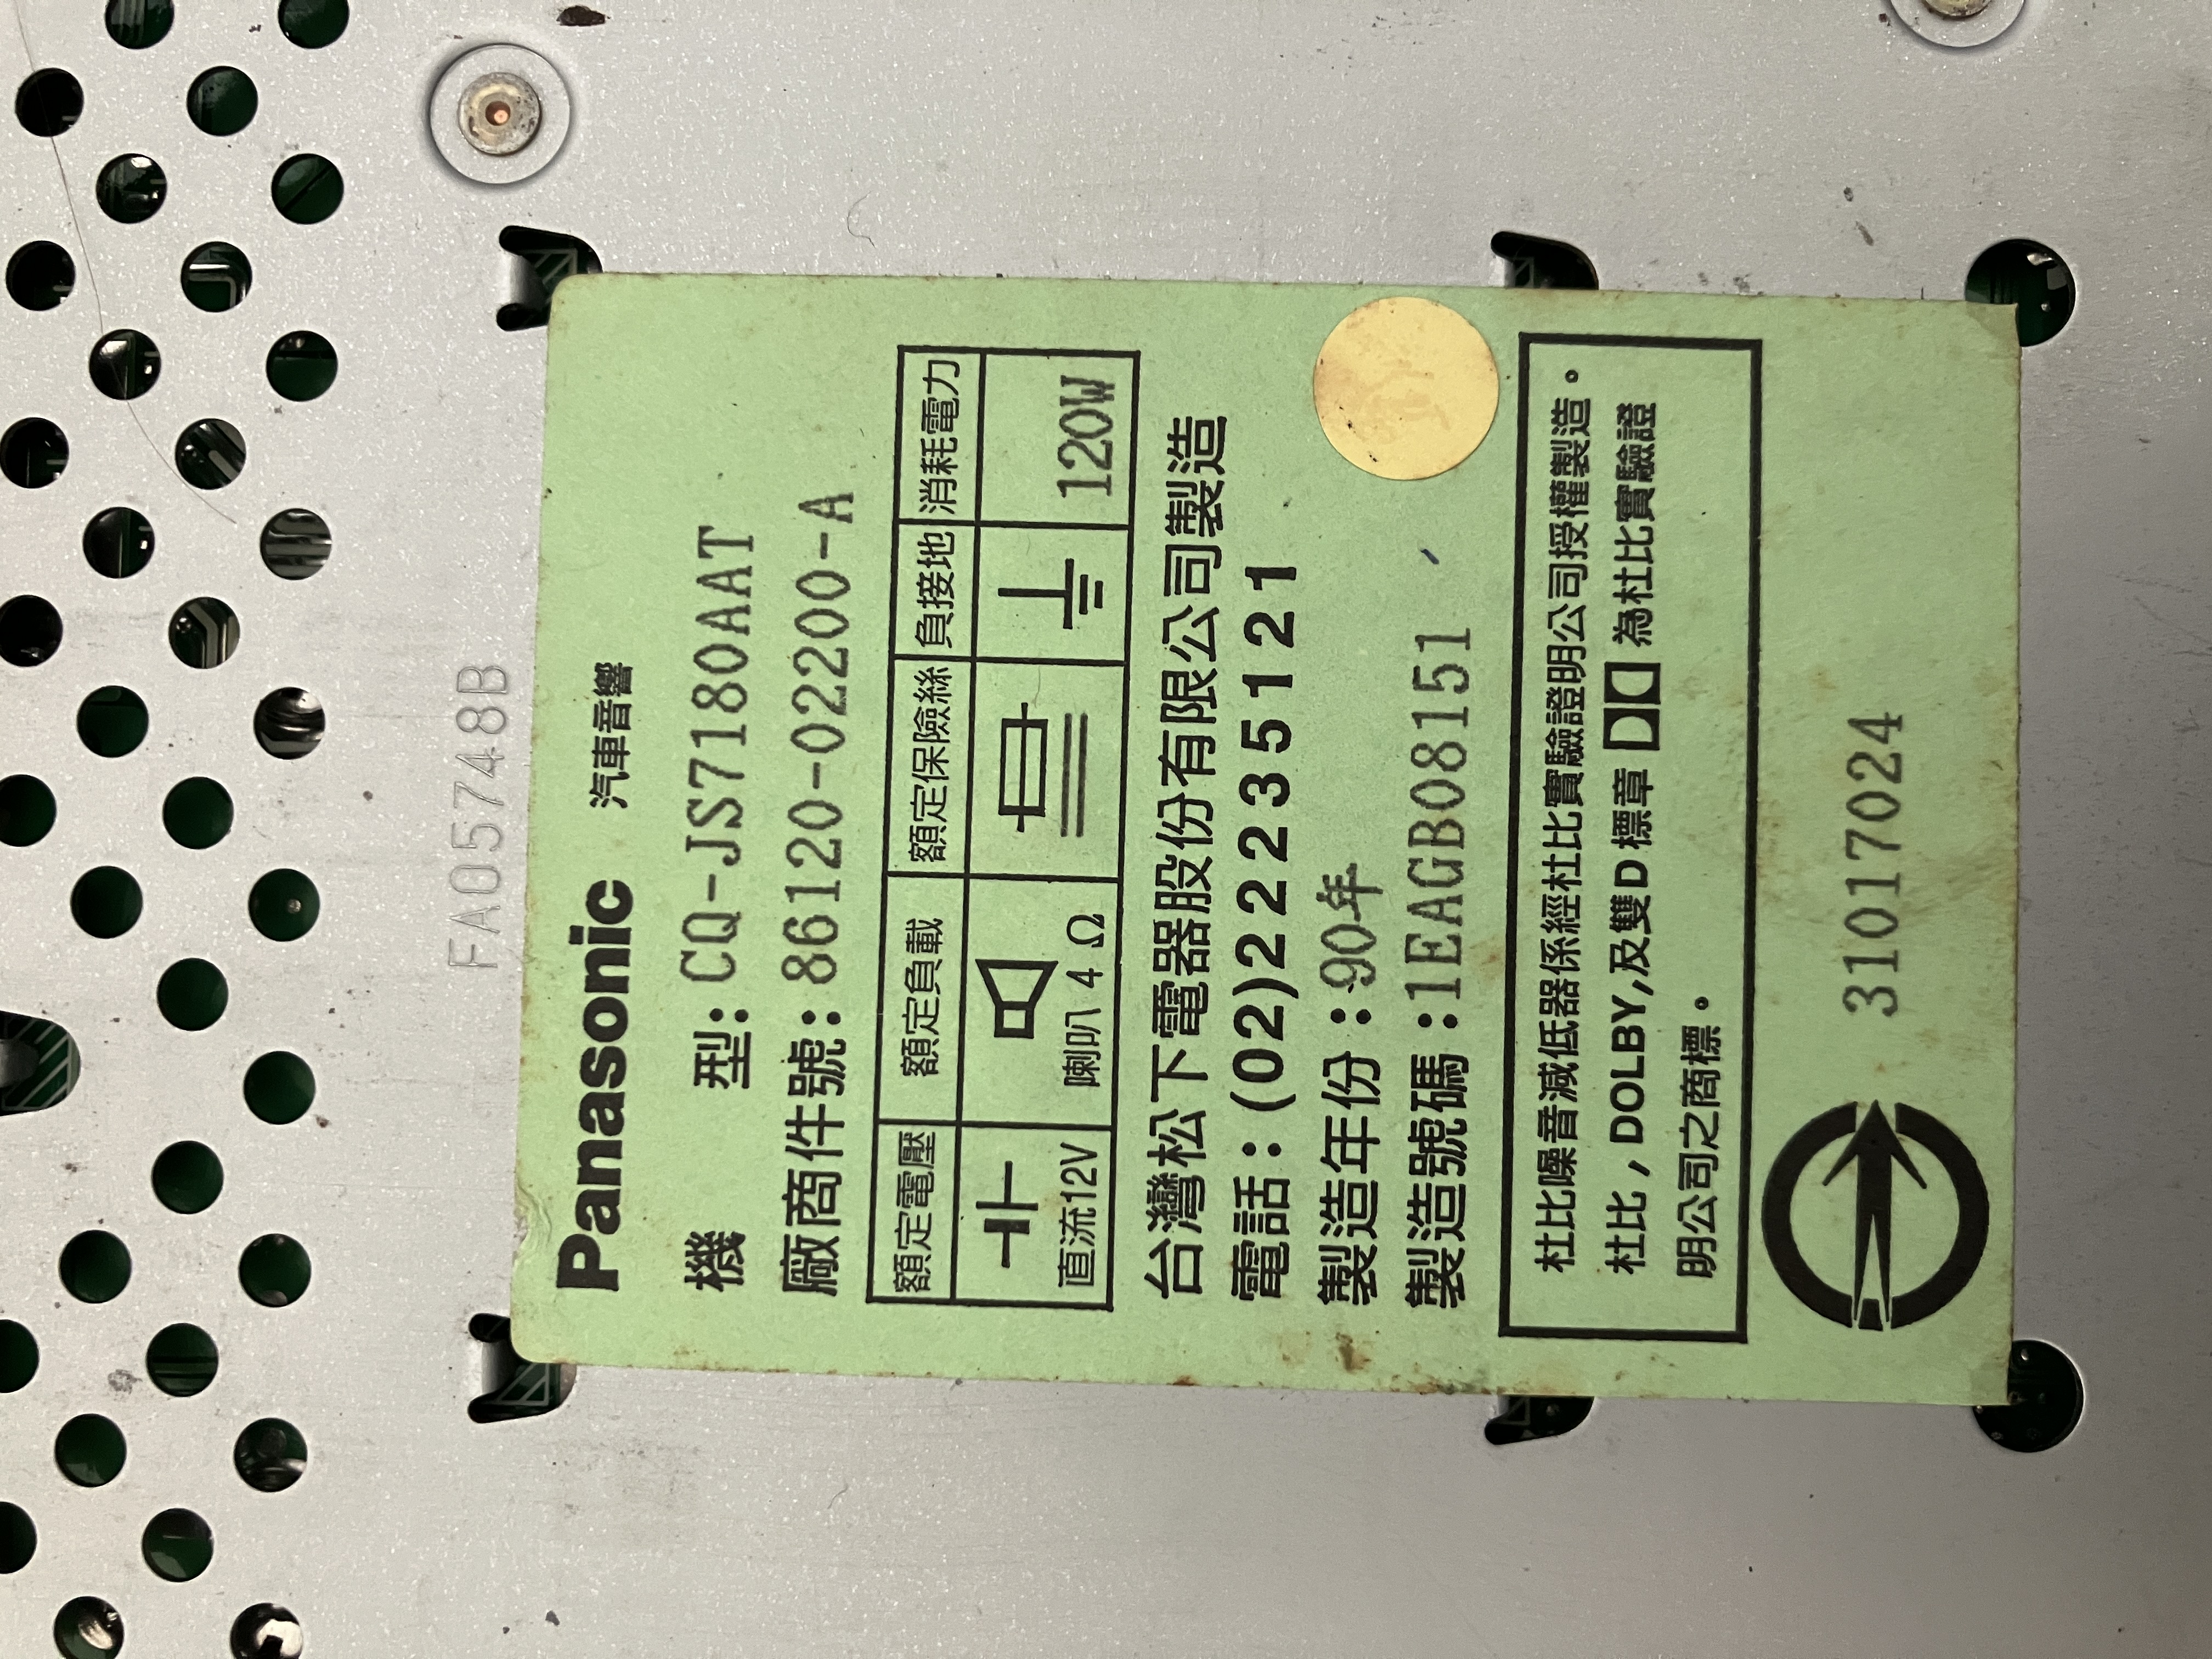 FA05748B
Panasonic 汽車音響
機 型: CQ-JS7180AAT
廠商件號: 86120-02200-A
額定電壓 額定負載 額定保險絲 負接地 消耗電力
直流12V 喇叭 4 Ω 120W
台灣松下電器股份有限公司製造
電話：(02)22235121
製造年份：90年
製造號碼：1EAGB08151
杜比噪音減低器係經杜比實驗證明公司授權製造。
杜比，DOLBY,及雙D標章 為杜比實驗證
明公司之商標。
31017024